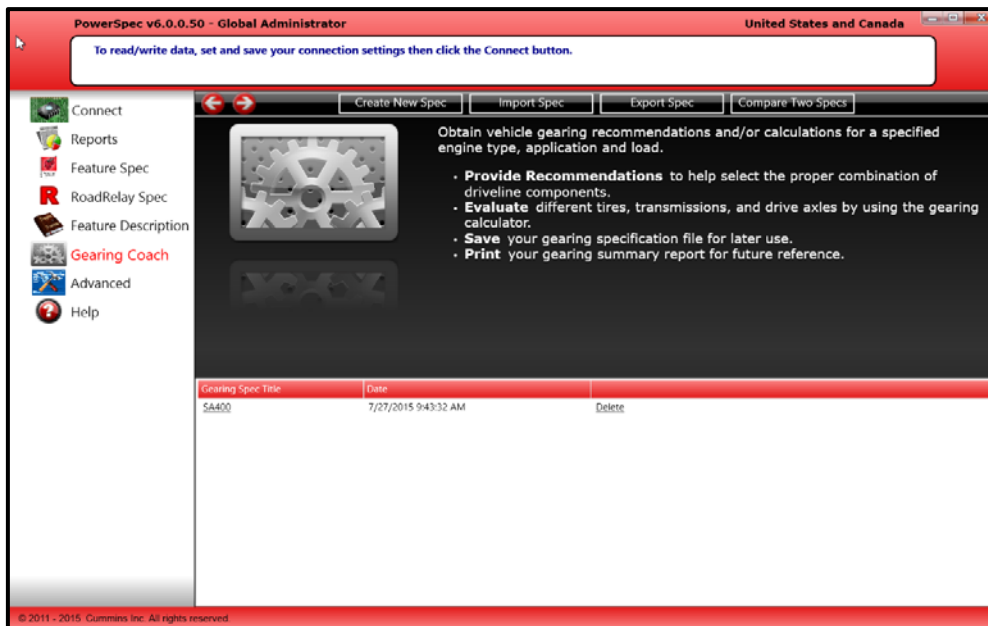 PowerSpec v6.0.0.50 - Global Administrator
United States and Canada
To read/write data, set and save your connection settings then click the Connect button.
Connect
Reports
Feature Spec
RoadRelay Spec
Feature Description
Gearing Coach
Advanced
Help
Create New Spec
Import Spec
Export Spec
Compare Two Specs
Obtain vehicle gearing recommendations and/or calculations for a specified
engine type, application and load.
• Provide Recommendations to help select the proper combination of
driveline components.
• Evaluate different tires, transmissions, and drive axles by using the gearing
calculator.
• Save your gearing specification file for later use.
• Print your gearing summary report for future reference.
Gearing Spec Title Date
SA400 7/27/2015 9:43:32 AM Delete
© 2011 - 2015 Cummins Inc. All rights reserved.